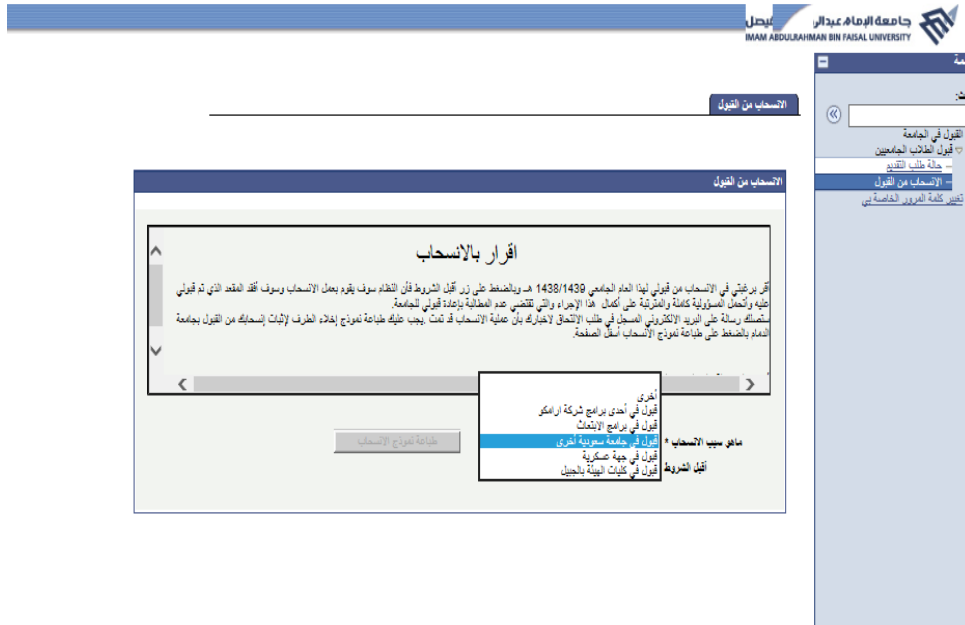 جامعة الإمام عبدالر فيصل
IMAM ABDULRAHMAN BIN FAISAL UNIVERSITY
القبول في الجامعة
قبول الطلاب الجامعيين
حالة طلب التقديم
الانسحاب من القبول
تغيير كلمة المرور الخاصة بي
الانسحاب من القبول
الانسحاب من القبول
اقرار بالانسحاب
أقر برغبتي في الانسحاب من قبولي لهذا العام الجامعي 1438/1439 هـ وبالضغط على زر أقبل الشروط فأن النظام سوف يقوم بعمل الانسحاب وسوف أفقد المقعد الذي تم قبولي
عليه وأتحمل المسؤولية كاملة والمترتبة على أكمال هذا الإجراء والتي تقتضي عدم المطالبة بإعادة قبولي للجامعة.
ستصلك رسالة على البريد الالكتروني المسجل في طلب الإلتحاق لاخبارك بأن عملية الانسحاب قد تمت .يجب عليك طباعة نموذج إخلاء الطرف لإثبات إنسحابك من القبول بجامعة
الدمام بالضغط على طباعة نموذج الأنسحاب أسفل الصفحة.
أخرى
قبول في أحدى برامج شركة ارامكو
قبول في برامج الابتعاث
قبول في جامعة سعودية أخرى
قبول في جهة عسكرية
قبول في كليات الهيئة بالجبيل
ماهو سبب الانسحاب *
أقبل الشروط
طباعة نموذج الانسحاب